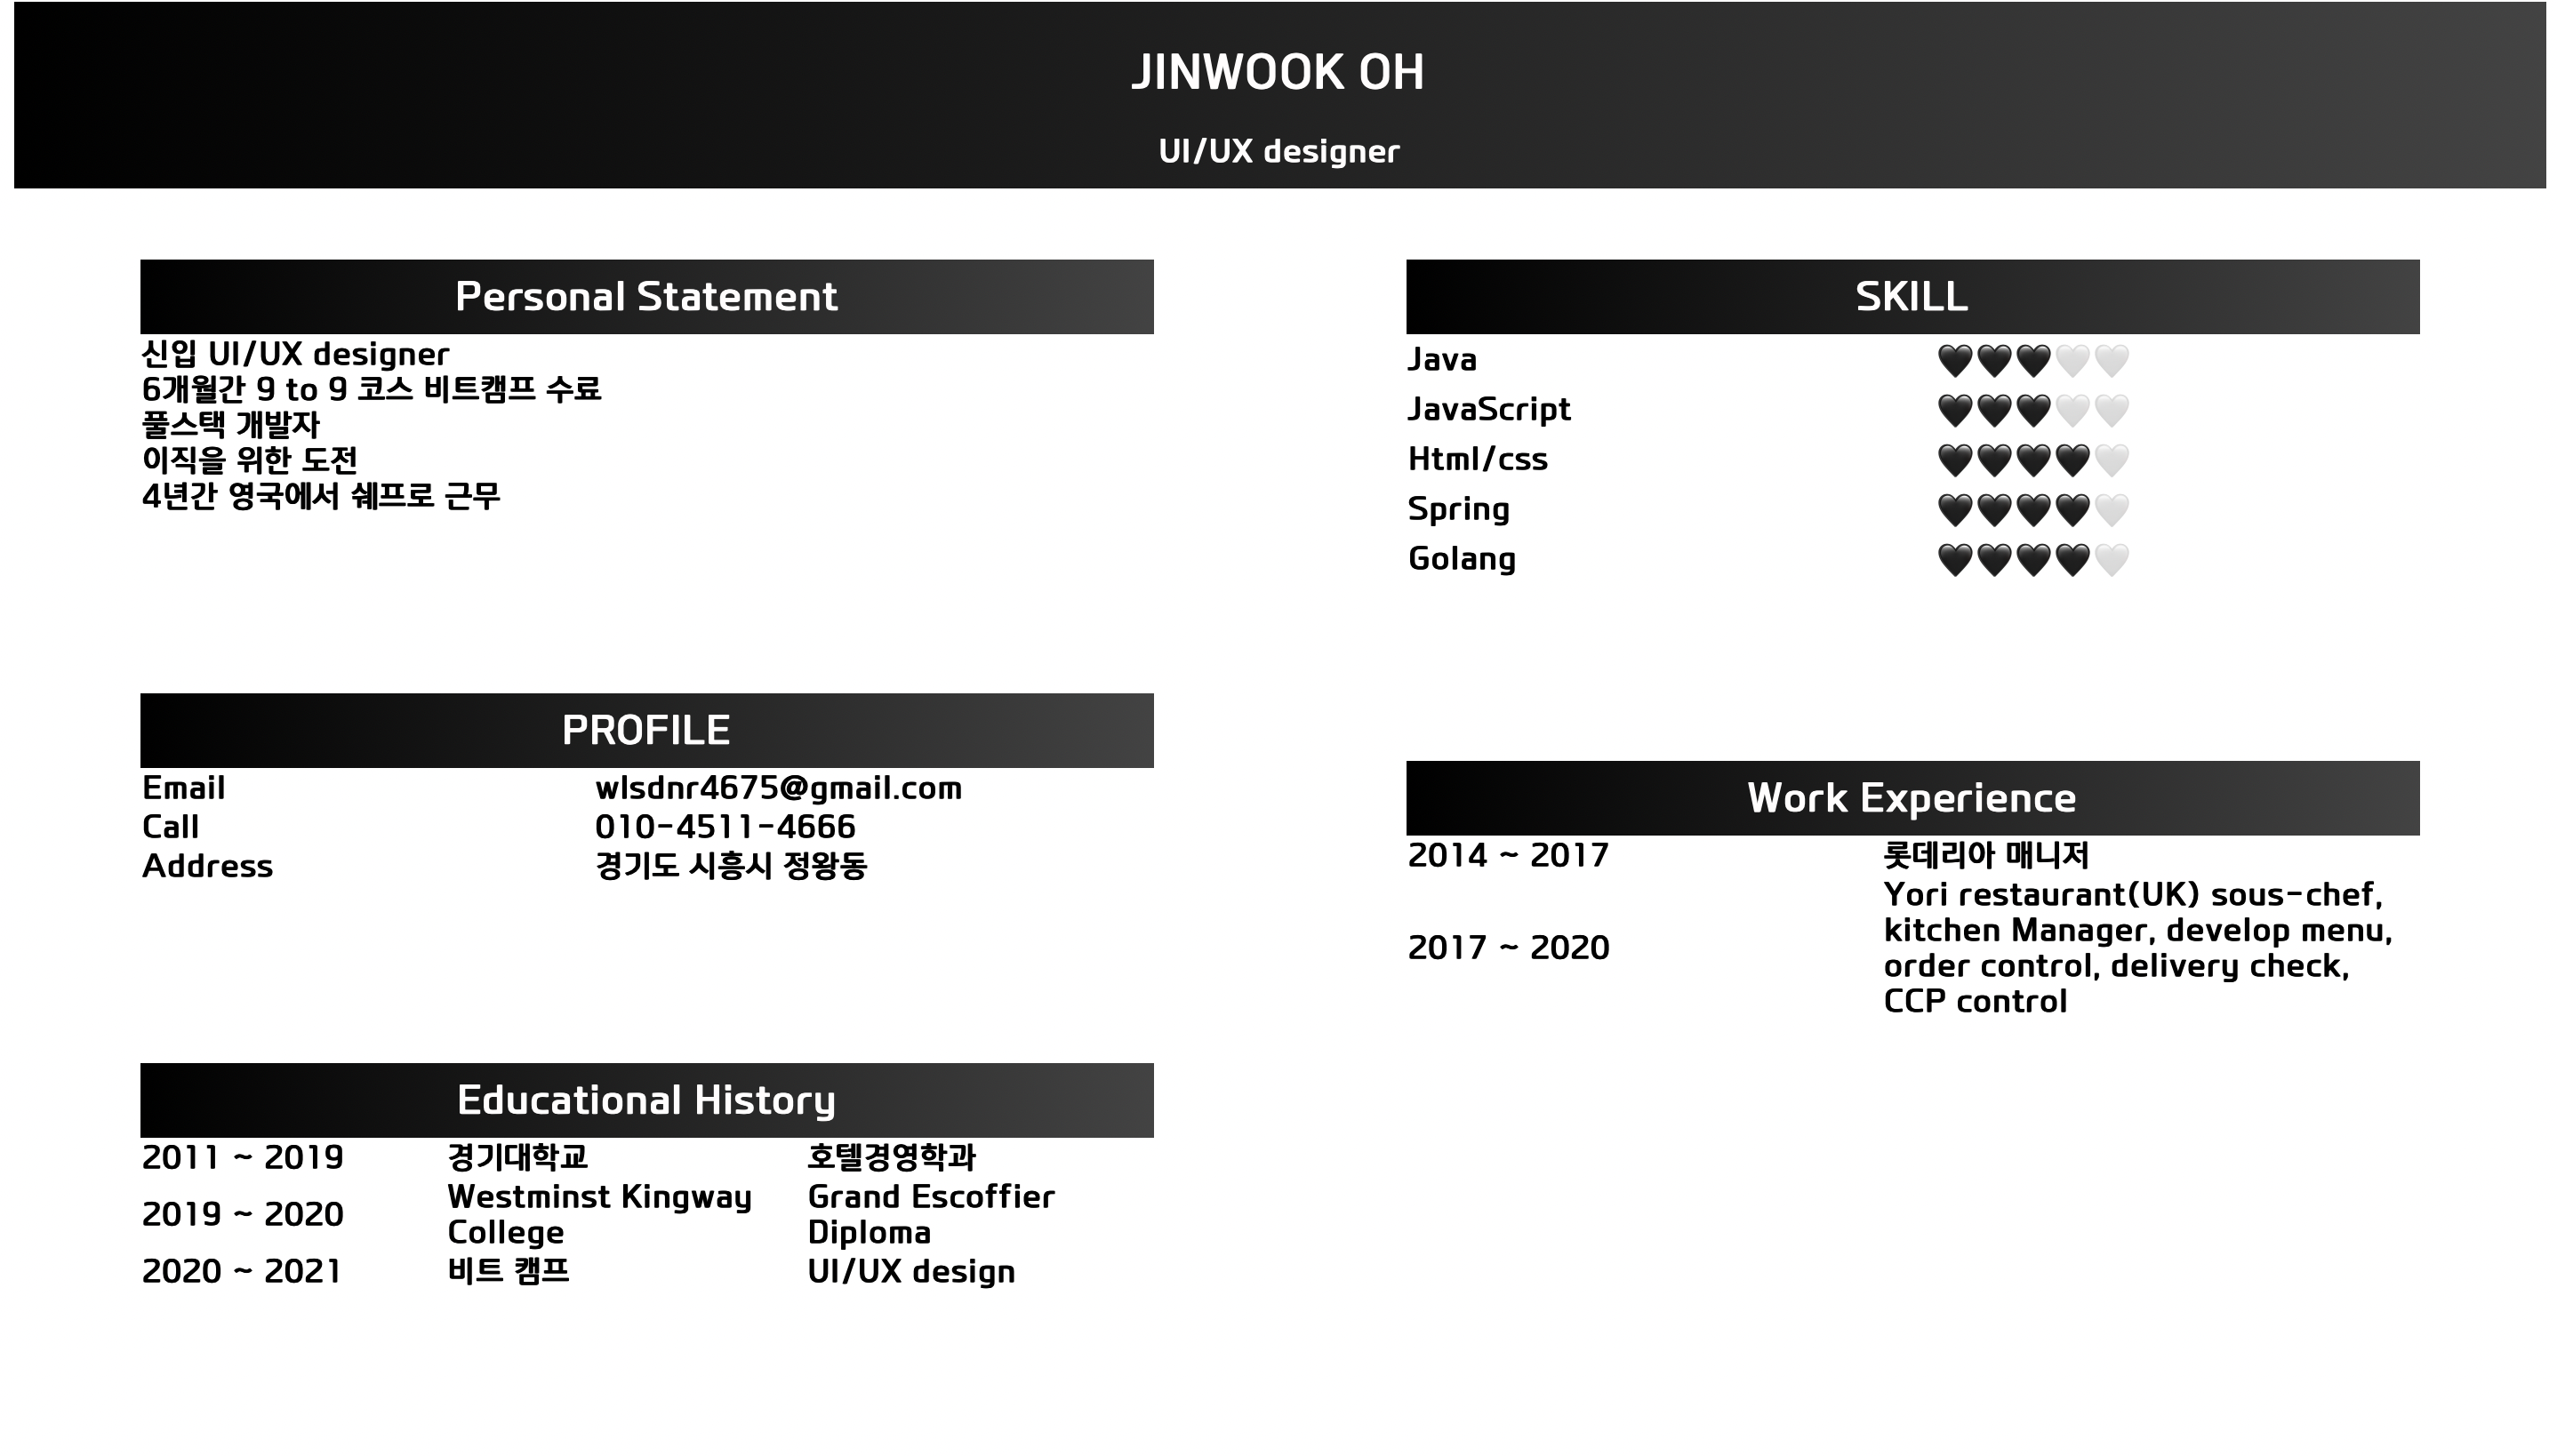 JINWOOK OH
UI/UX designer
Personal Statement
신입 UI/UX designer
6개월간 9 to 9 코스 비트캠프 수료
풀스택 개발자
이직을 위한 도전
4년간 영국에서 쉐프로 근무
PROFILE
Email wlsdnr4675@gmail.com
Call 010-4511-4666
Address 경기도 시흥시 정왕동
Educational History
2011 ~ 2019 경기대학교 호텔경영학과
2019 ~ 2020 Westminst Kingway Grand Escoffier
College Diploma
2020 ~ 2021 비트 캠프 UI/UX design
SKILL
Java 🖤🖤🖤🤍🤍
JavaScript 🖤🖤🖤🤍🤍
Html/css 🖤🖤🖤🖤🤍
Spring 🖤🖤🖤🖤🤍
Golang 🖤🖤🖤🖤🤍
Work Experience
2014 ~ 2017 롯데리아 매니저
2017 ~ 2020 Yori restaurant(UK) sous-chef,
kitchen Manager, develop menu,
order control, delivery check,
CCP control